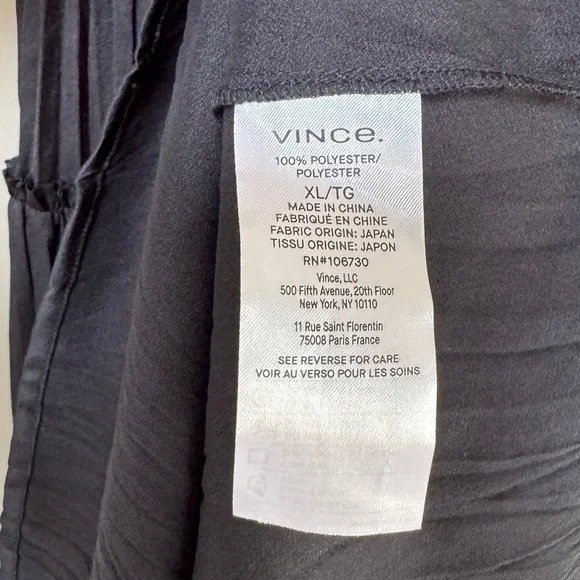 VINCE.
100% POLYESTER/
POLYESTER
XL/TG
MADE IN CHINA
FABRIQUÉ EN CHINE
FABRIC ORIGIN: JAPAN
TISSU ORIGINE: JAPON
RN#106730
Vince, LLC
500 Fifth Avenue, 20th Floor
New York, NY 10110
11 Rue Saint Florentin
75008 Paris France
SEE REVERSE FOR CARE
VOIR AU VERSO POUR LES SOINS